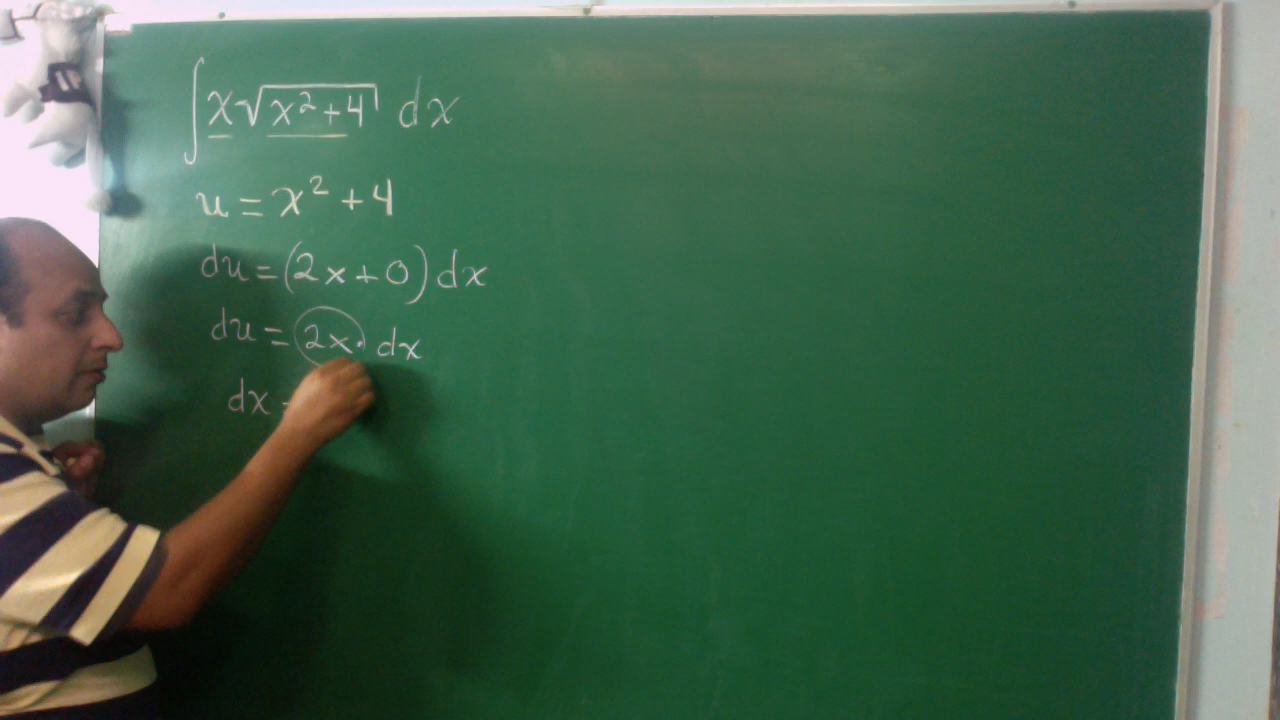 ∫ x √(x² + 4) dx
u = x² + 4
du = (2x + 0) dx
du = 2x · dx
dx